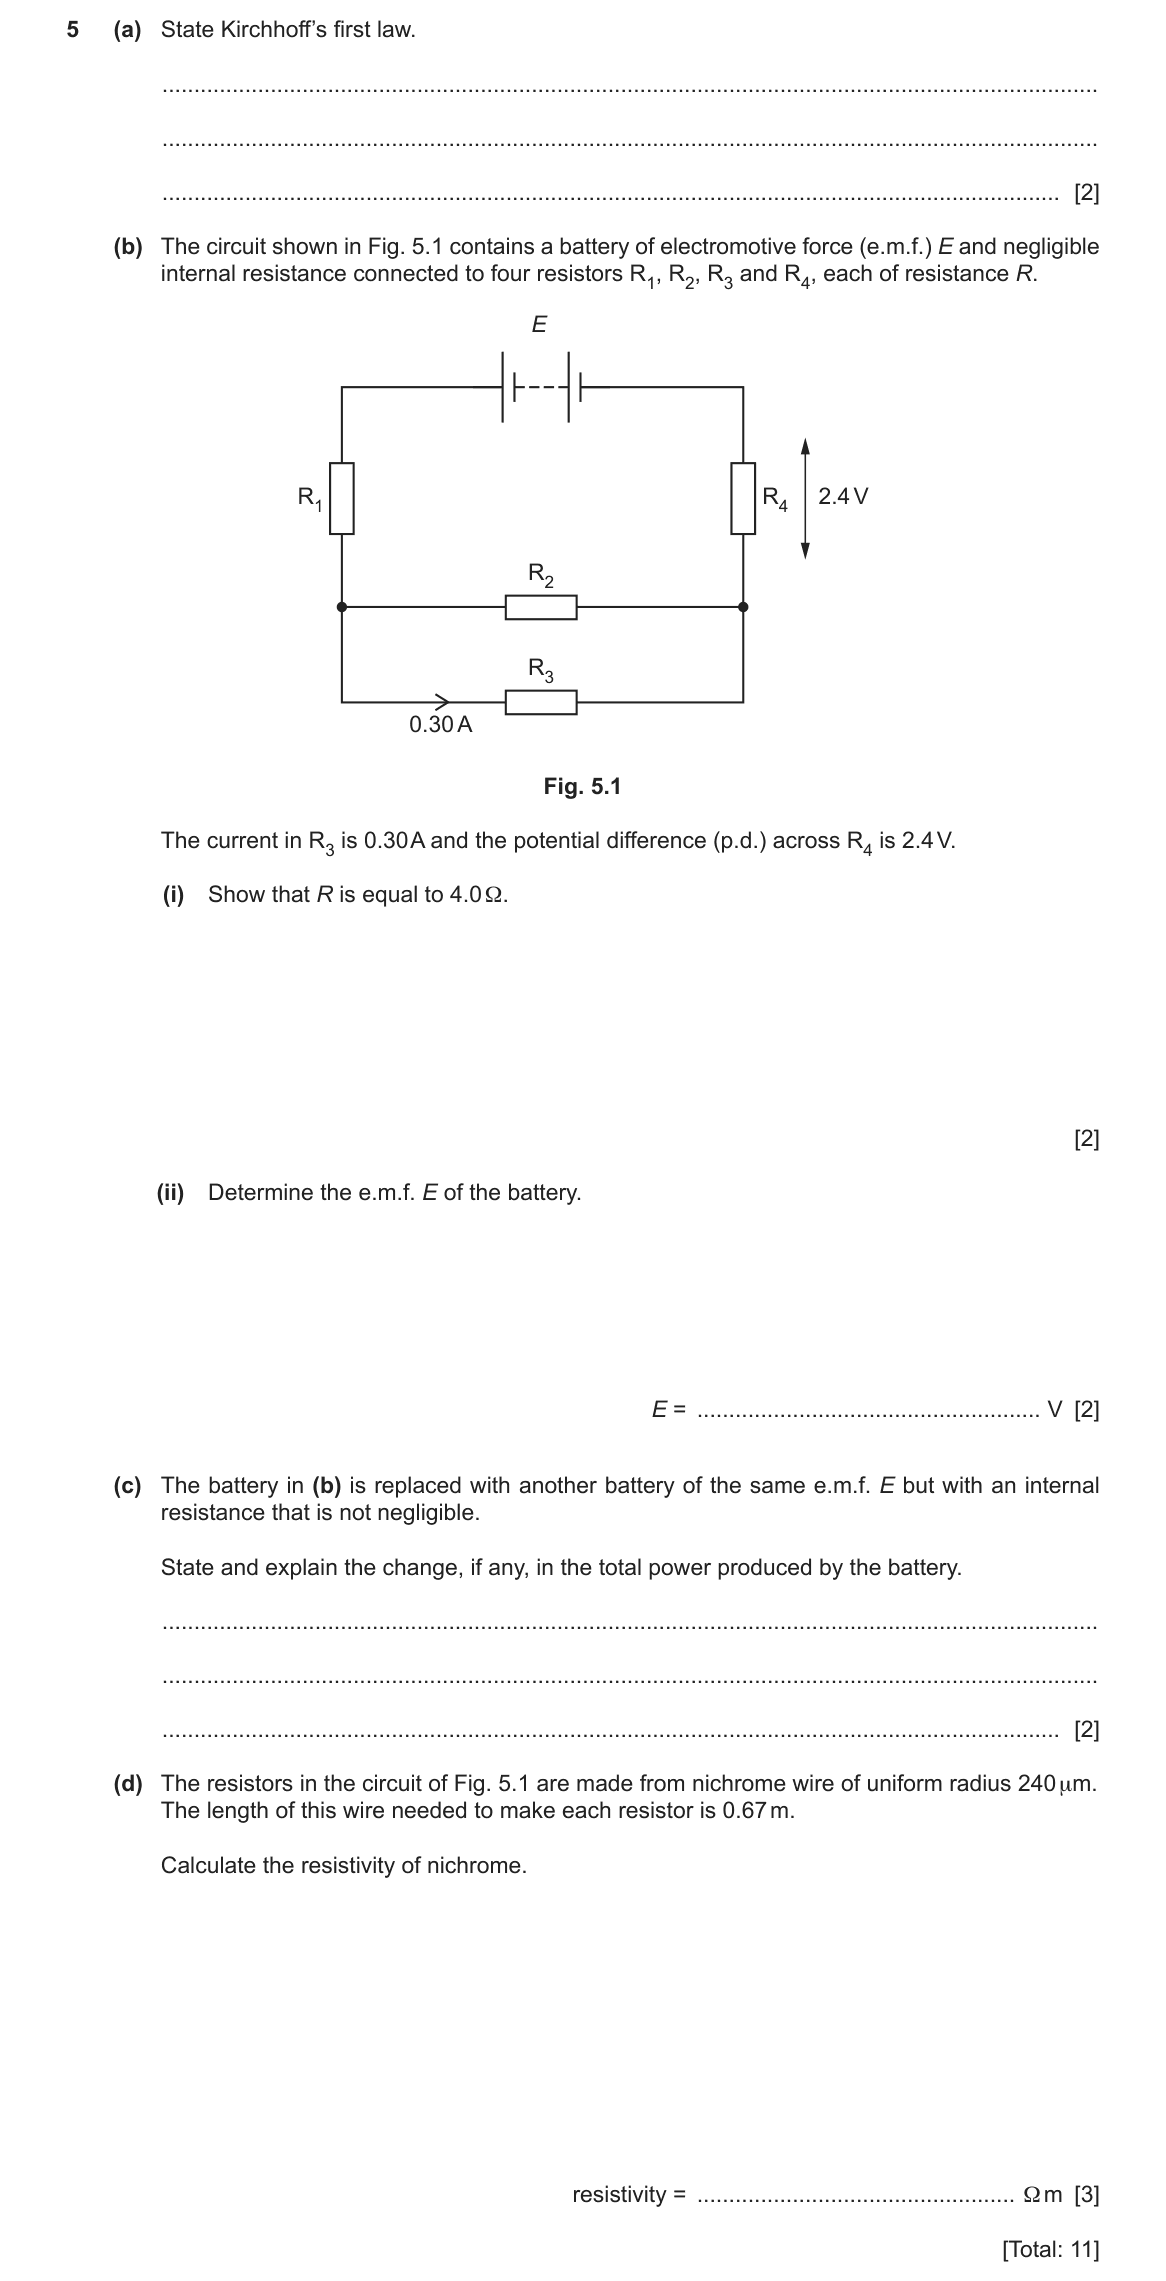 5 (a) State Kirchhoff’s first law.
.......................................................................................................................................................
.......................................................................................................................................................
................................................................................................................................................. [2]
(b) The circuit shown in Fig. 5.1 contains a battery of electromotive force (e.m.f.) E and negligible
internal resistance connected to four resistors R₁, R₂, R₃ and R₄, each of resistance R.
E
R₁
R₄ 2.4 V
R₂
R₃
0.30 A
Fig. 5.1
The current in R₃ is 0.30 A and the potential difference (p.d.) across R₄ is 2.4 V.
(i) Show that R is equal to 4.0 Ω.
[2]
(ii) Determine the e.m.f. E of the battery.
E = ...................................................... V [2]
(c) The battery in (b) is replaced with another battery of the same e.m.f. E but with an internal
resistance that is not negligible.
State and explain the change, if any, in the total power produced by the battery.
.......................................................................................................................................................
.......................................................................................................................................................
................................................................................................................................................. [2]
(d) The resistors in the circuit of Fig. 5.1 are made from nichrome wire of uniform radius 240 μm.
The length of this wire needed to make each resistor is 0.67 m.
Calculate the resistivity of nichrome.
resistivity = .................................................. Ω m [3]
[Total: 11]